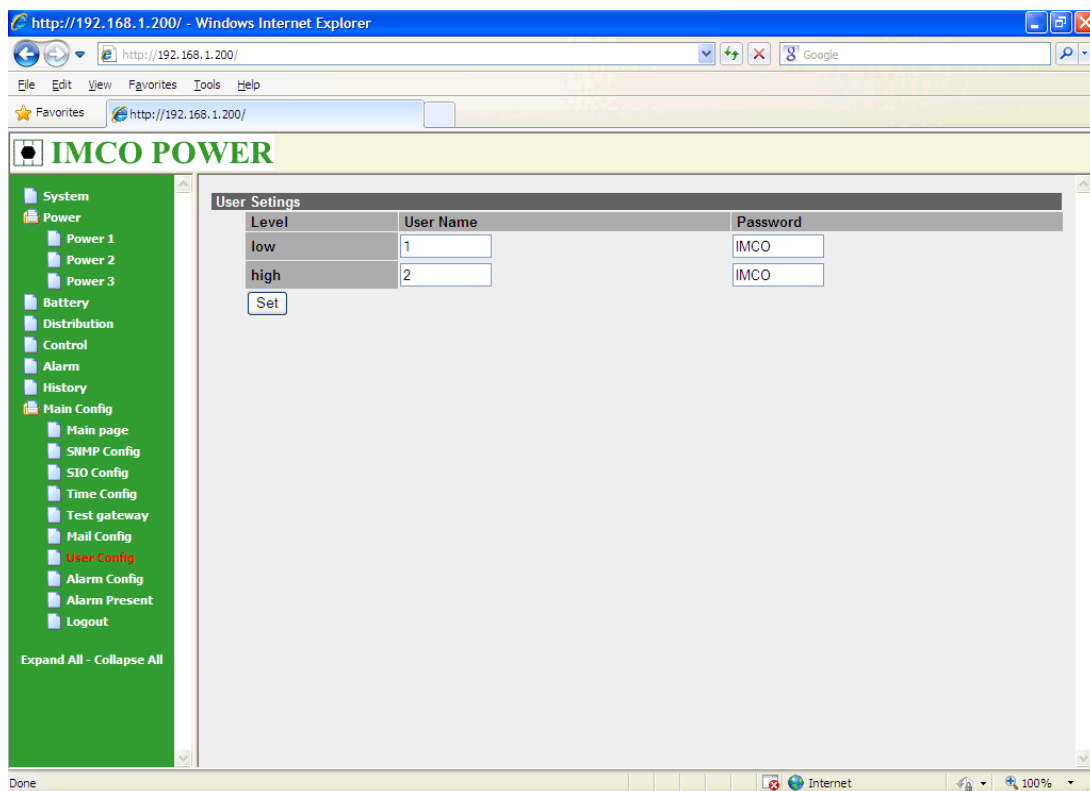 http://192.168.1.200/ - Windows Internet Explorer
http://192.168.1.200/
Google
File Edit View Favorites Tools Help
Favorites
http://192.168.1.200/
IMCO POWER
System
Power
Power 1
Power 2
Power 3
Battery
Distribution
Control
Alarm
History
Main Config
Main page
SNMP Config
SIO Config
Time Config
Test gateway
Mail Config
User Config
Alarm Config
Alarm Present
Logout
Expand All - Collapse All
User Setings
Level User Name Password
low 1 IMCO
high 2 IMCO
Set
Done
Internet
100%